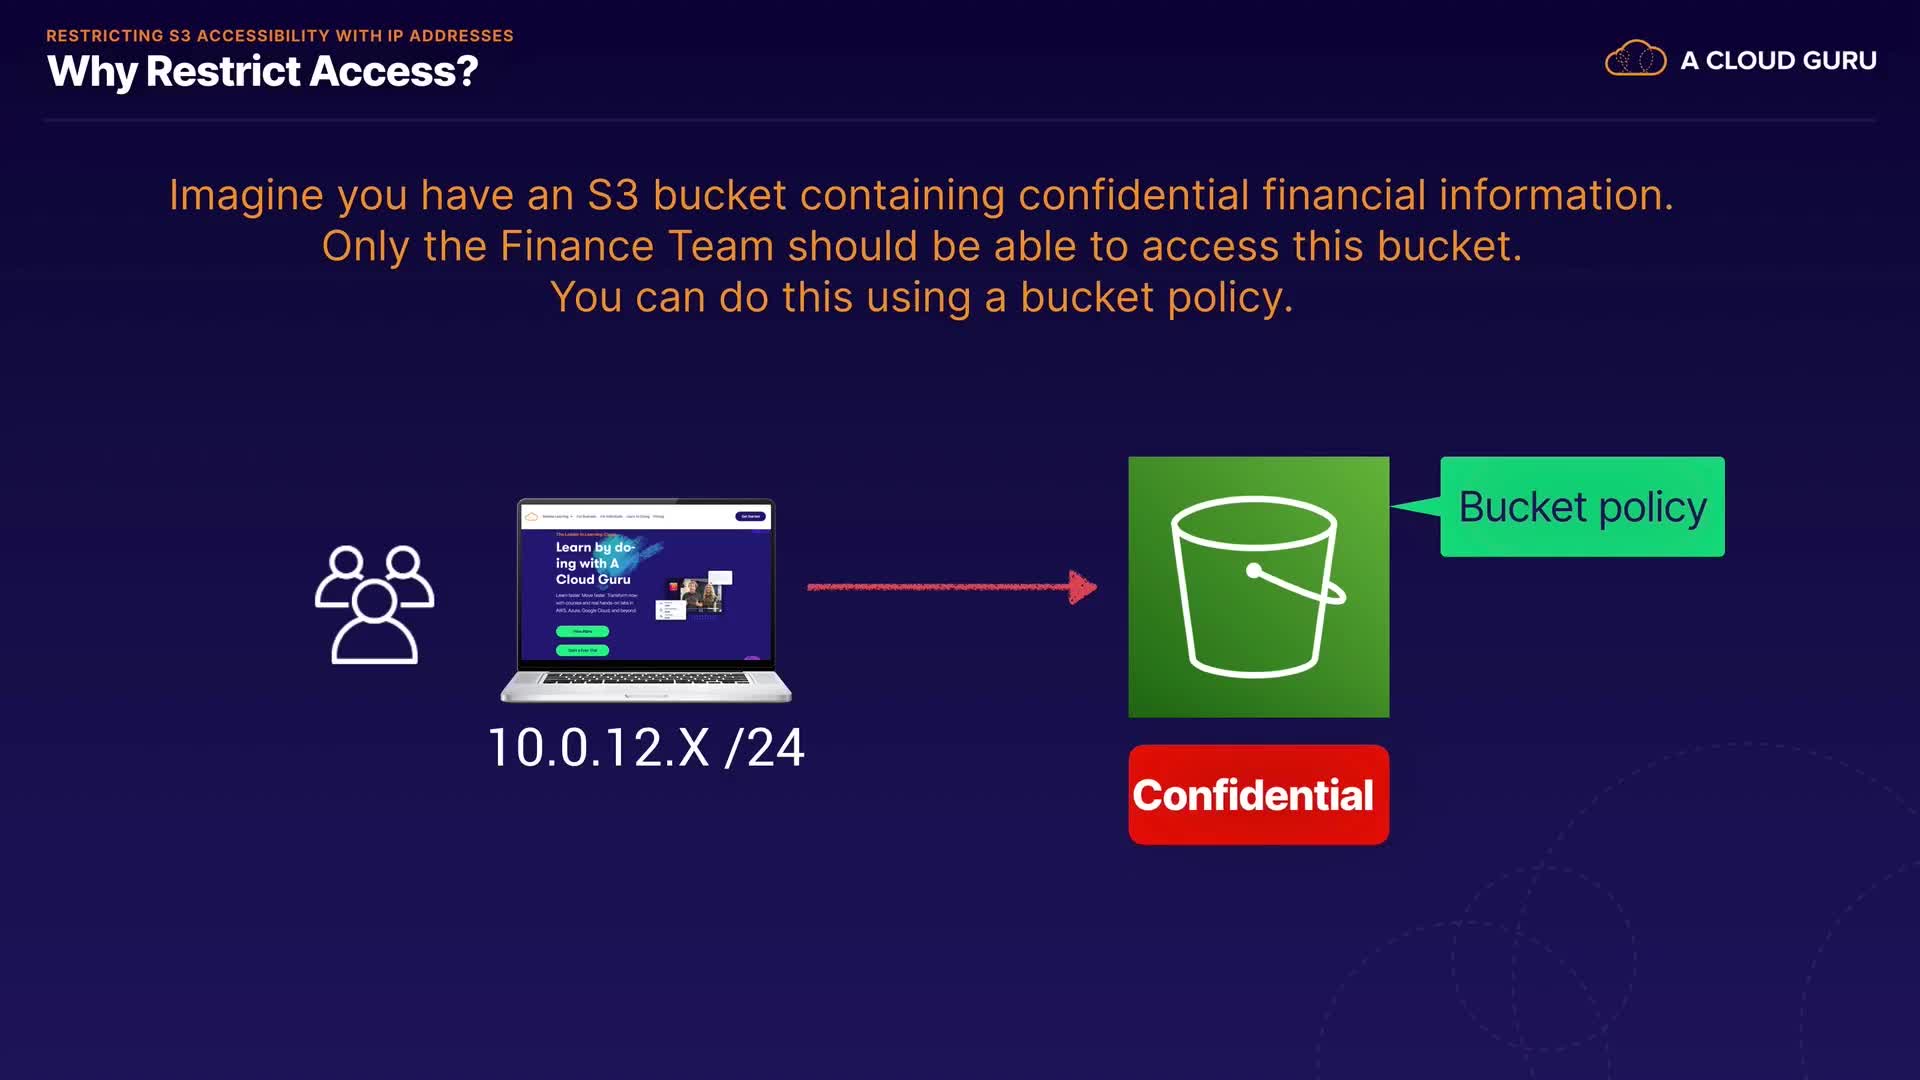 RESTRICTING S3 ACCESSIBILITY WITH IP ADDRESSES
Why Restrict Access?
A CLOUD GURU
Imagine you have an S3 bucket containing confidential financial information.
Only the Finance Team should be able to access this bucket.
You can do this using a bucket policy.
Bucket policy
Learn by do-
ing with A
Cloud Guru
10.0.12.X /24
Confidential